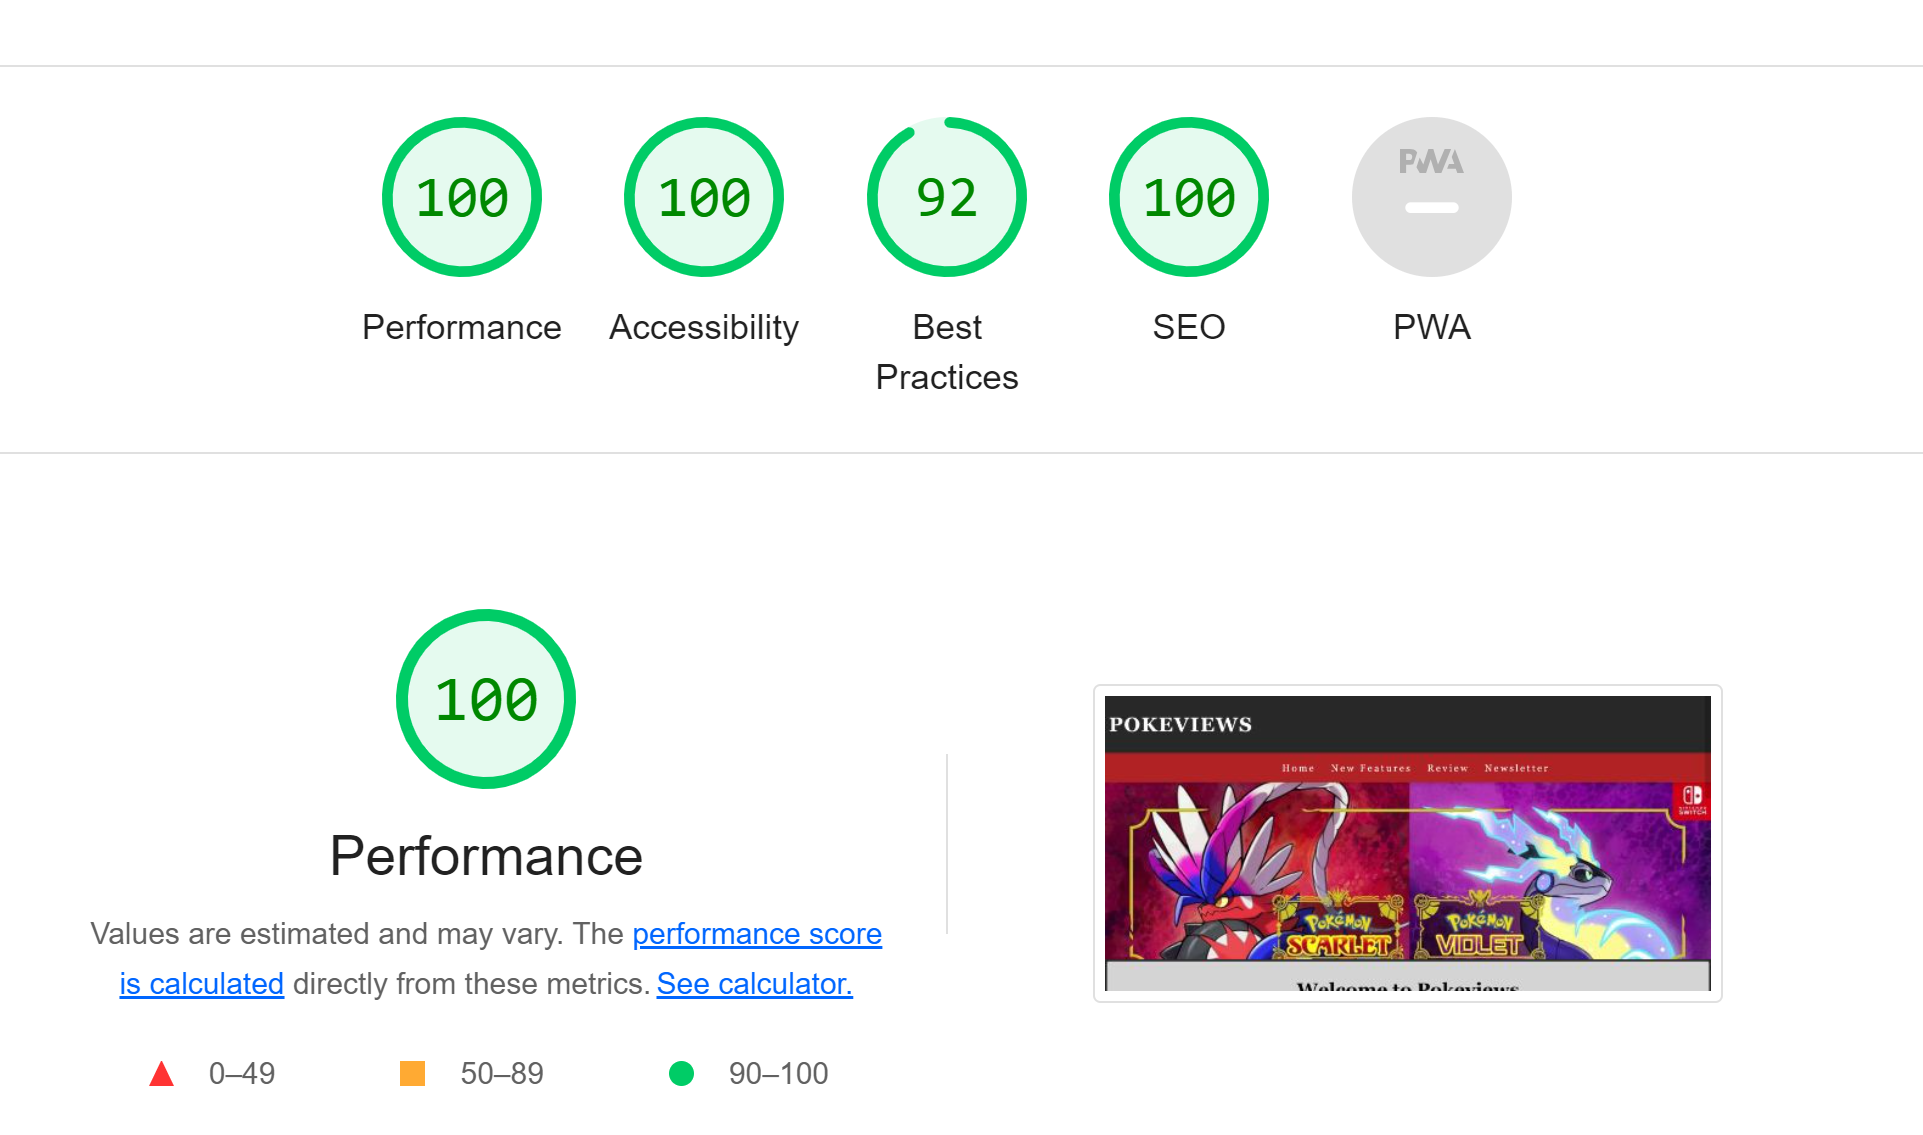 100
100
92
100
PWA
Performance
Accessibility
Best
Practices
SEO
PWA
100
Performance
Values are estimated and may vary. The performance score
is calculated directly from these metrics. See calculator.
0–49
50–89
90–100
POKEVIEWS
Home New Features Review Newsletter
NINTENDO
SWITCH
POKÉMON
SCARLET
POKÉMON
VIOLET
Welcome to Pokeviews